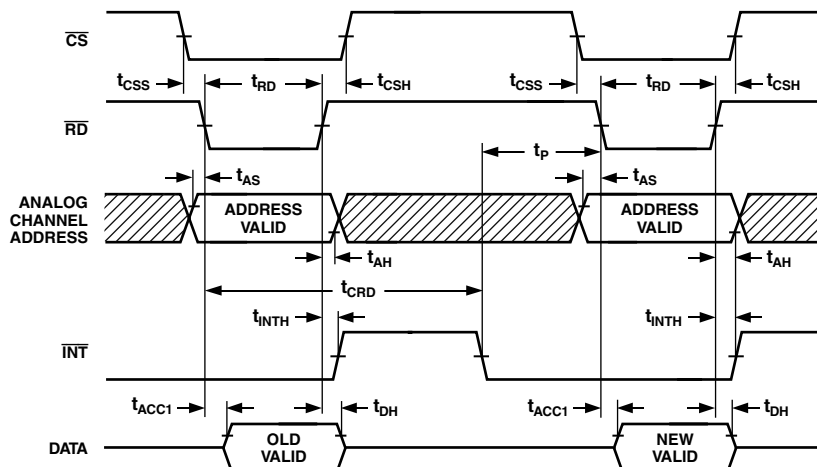 CS
tCSS tRD tCSH tCSS tRD tCSH
RD
tP
tAS tAS
ANALOG
CHANNEL
ADDRESS
ADDRESS
VALID
ADDRESS
VALID
tAH tAH
tCRD
tINTH tINTH
INT
tACC1 tDH tACC1 tDH
DATA
OLD
VALID
NEW
VALID